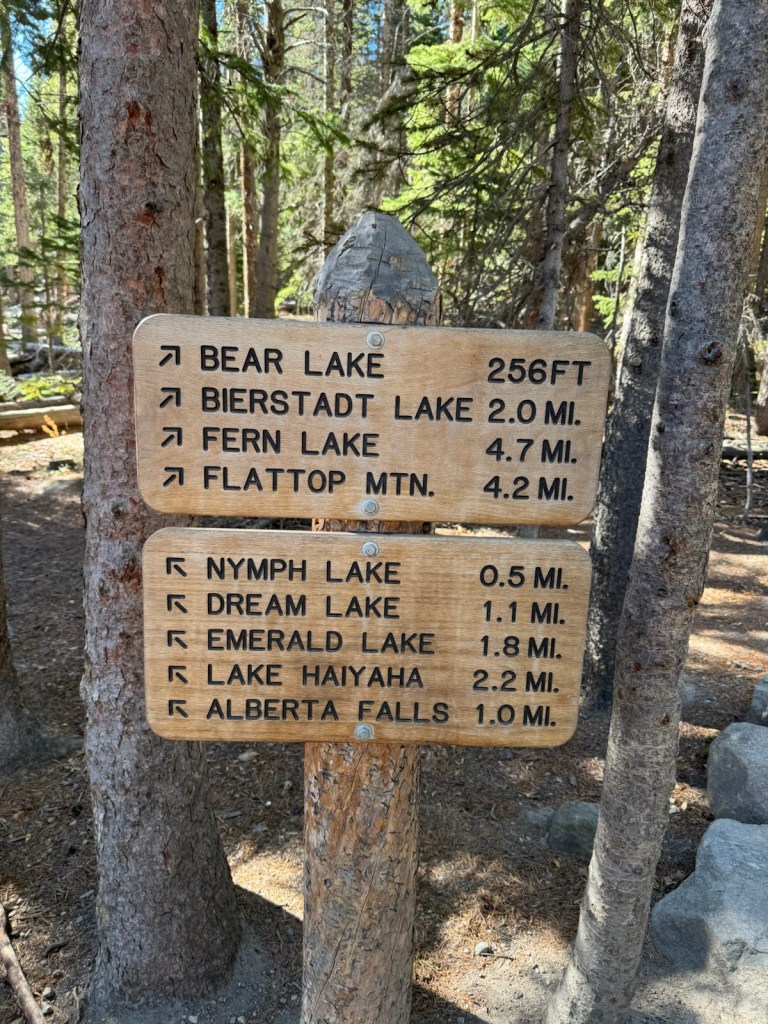 ↗ BEAR LAKE 256FT
↗ BIERSTADT LAKE 2.0 MI.
↗ FERN LAKE 4.7 MI.
↗ FLATTOP MTN. 4.2 MI.
↖ NYMPH LAKE 0.5 MI.
↖ DREAM LAKE 1.1 MI.
↖ EMERALD LAKE 1.8 MI.
↖ LAKE HAIYAHA 2.2 MI.
↖ ALBERTA FALLS 1.0 MI.